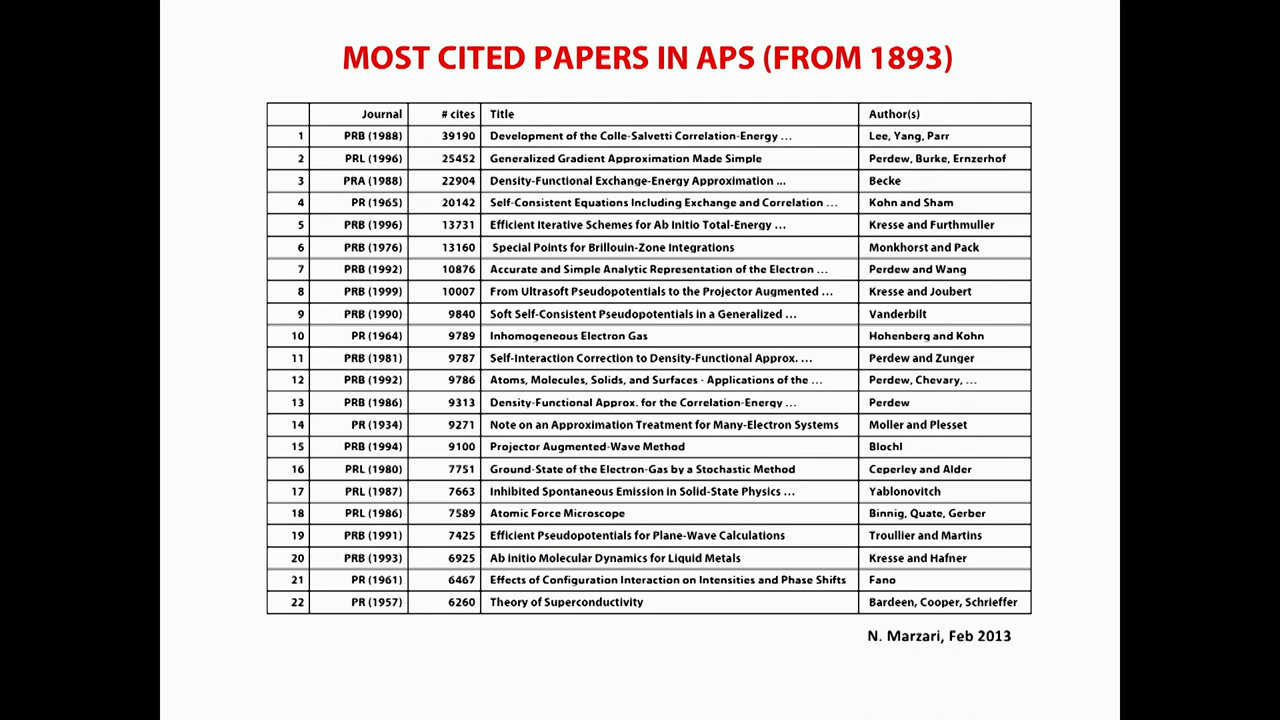 MOST CITED PAPERS IN APS (FROM 1893)
Journal # cites Title Author(s)
1 PRB (1988) 39190 Development of the Colle-Salvetti Correlation-Energy ... Lee, Yang, Parr
2 PRL (1996) 25452 Generalized Gradient Approximation Made Simple Perdew, Burke, Ernzerhof
3 PRA (1988) 22904 Density-Functional Exchange-Energy Approximation ... Becke
4 PR (1965) 20142 Self-Consistent Equations Including Exchange and Correlation ... Kohn and Sham
5 PRB (1996) 13731 Efficient Iterative Schemes for Ab Initio Total-Energy ... Kresse and Furthmuller
6 PRB (1976) 13160 Special Points for Brillouin-Zone Integrations Monkhorst and Pack
7 PRB (1992) 10876 Accurate and Simple Analytic Representation of the Electron ... Perdew and Wang
8 PRB (1999) 10007 From Ultrasoft Pseudopotentials to the Projector Augmented ... Kresse and Joubert
9 PRB (1990) 9840 Soft Self-Consistent Pseudopotentials in a Generalized ... Vanderbilt
10 PR (1964) 9789 Inhomogeneous Electron Gas Hohenberg and Kohn
11 PRB (1981) 9787 Self-Interaction Correction to Density-Functional Approx. ... Perdew and Zunger
12 PRB (1992) 9786 Atoms, Molecules, Solids, and Surfaces - Applications of the ... Perdew, Chevary, ...
13 PRB (1986) 9313 Density-Functional Approx. for the Correlation-Energy ... Perdew
14 PR (1934) 9271 Note on an Approximation Treatment for Many-Electron Systems Moller and Plesset
15 PRB (1994) 9100 Projector Augmented-Wave Method Blochl
16 PRL (1980) 7751 Ground-State of the Electron-Gas by a Stochastic Method Ceperley and Alder
17 PRL (1987) 7663 Inhibited Spontaneous Emission in Solid-State Physics ... Yablonovitch
18 PRL (1986) 7589 Atomic Force Microscope Binnig, Quate, Gerber
19 PRB (1991) 7425 Efficient Pseudopotentials for Plane-Wave Calculations Troullier and Martins
20 PRB (1993) 6925 Ab initio Molecular Dynamics for Liquid Metals Kresse and Hafner
21 PR (1961) 6467 Effects of Configuration Interaction on Intensities and Phase Shifts Fano
22 PR (1957) 6260 Theory of Superconductivity Bardeen, Cooper, Schrieffer
N. Marzari, Feb 2013